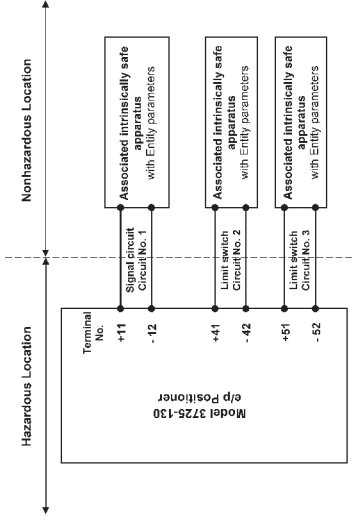 Hazardous Location
Nonhazardous Location
Model 3725-130
e/p Positioner
Terminal
No.
+11
- 12
+41
- 42
+51
- 52
Signal circuit
Circuit No. 1
Limit switch
Circuit No. 2
Limit switch
Circuit No. 3
Associated intrinsically safe
apparatus
with Entity parameters
Associated intrinsically safe
apparatus
with Entity parameters
Associated intrinsically safe
apparatus
with Entity parameters